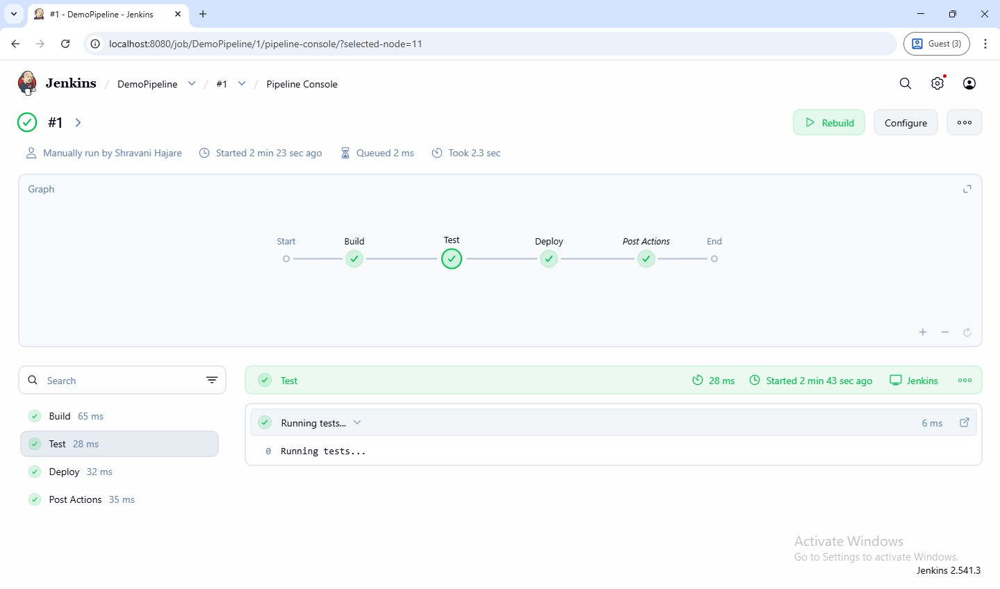 #1 - DemoPipeline - Jenkins
localhost:8080/job/DemoPipeline/1/pipeline-console/?selected-node=11
Guest (3)
Jenkins / DemoPipeline / #1 / Pipeline Console
#1
Rebuild
Configure
Manually run by Shravani Hajare Started 2 min 23 sec ago Queued 2 ms Took 2.3 sec
Graph
Start Build Test Deploy Post Actions End
Search
Test 28 ms Started 2 min 43 sec ago Jenkins
Build 65 ms
Test 28 ms
Deploy 32 ms
Post Actions 35 ms
Running tests... 6 ms
0 Running tests...
Activate Windows
Go to Settings to activate Windows.
Jenkins 2.541.3